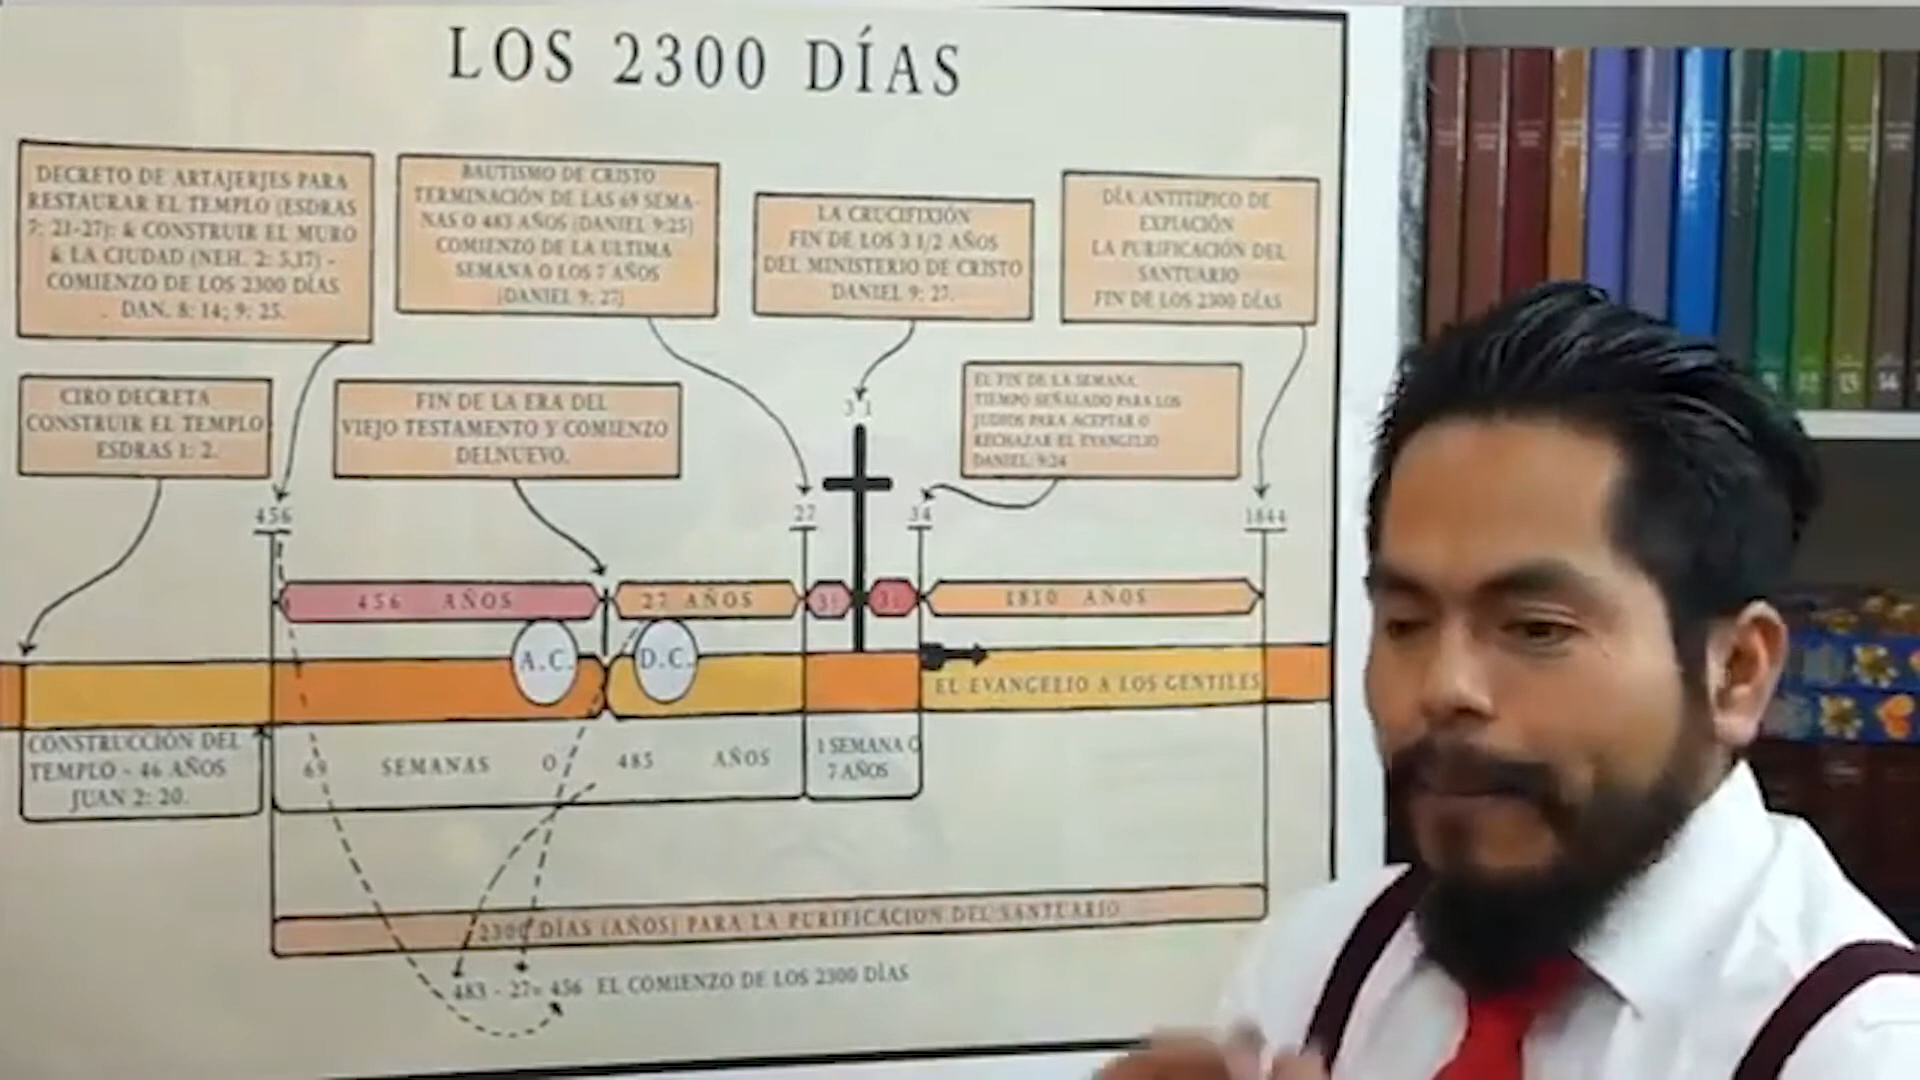 LOS 2300 DÍAS
DECRETO DE ARTAJERJES PARA
RESTAURAR EL TEMPLO (ESDRAS
7: 21-27): & CONSTRUIR EL MURO
& LA CIUDAD (NEH. 2: 5,17) -
COMIENZO DE LOS 2300 DÍAS
. DAN. 8: 14; 9: 25.
BAUTISMO DE CRISTO
TERMINACIÓN DE LAS 69 SEMA-
NAS O 483 AÑOS (DANIEL 9:25)
COMIENZO DE LA ULTIMA
SEMANA O LOS 7 AÑOS
(DANIEL 9: 27)
LA CRUCIFIXIÓN
FIN DE LOS 3 1/2 AÑOS
DEL MINISTERIO DE CRISTO
DANIEL 9: 27.
DÍA ANTITIPICO DE
EXPIACIÓN
LA PURIFICACIÓN DEL
SANTUARIO
FIN DE LOS 2300 DÍAS
CIRO DECRETA
CONSTRUIR EL TEMPLO
ESDRAS 1: 2.
FIN DE LA ERA DEL
VIEJO TESTAMENTO Y COMIENZO
DELNUEVO.
EL FIN DE LA SEMANA,
TIEMPO SEÑALADO PARA LOS
JUDIOS PARA ACEPTAR O
RECHAZAR EL EVANGELIO
DANIEL: 9:24
31
456
27
34
1844
456 AÑOS
27 AÑOS
1810 AÑOS
A.C.
D.C.
EL EVANGELIO A LOS GENTILES
CONSTRUCCIÓN DEL
TEMPLO - 46 AÑOS
JUAN 2: 20.
69 SEMANAS O 485 AÑOS
1 SEMANA O
7 AÑOS
2300 DÍAS (AÑOS) PARA LA PURIFICACION DEL SANTUARIO
483 - 27= 456 EL COMIENZO DE LOS 2300 DÍAS
13
14